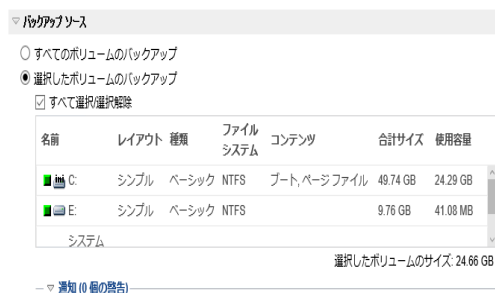 バックアップ ソース
すべてのボリュームのバックアップ
選択したボリュームのバックアップ
すべて選択/選択解除
名前 レイアウト 種類 ファイル システム コンテンツ 合計サイズ 使用容量
C: シンプル ベーシック NTFS ブート, ページ ファイル 49.74 GB 24.29 GB
E: シンプル ベーシック NTFS 9.76 GB 41.08 MB
システム
選択したボリュームのサイズ: 24.66 GB
通知 (0 個の警告)